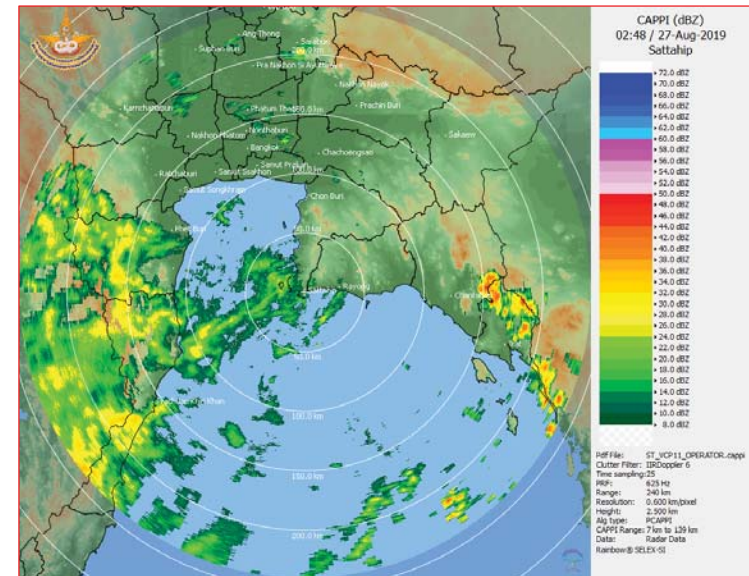 CAPPI (dBZ)
02:48 / 27-Aug-2019
Sattahip
72.0 dBZ
70.0 dBZ
68.0 dBZ
66.0 dBZ
64.0 dBZ
62.0 dBZ
60.0 dBZ
58.0 dBZ
56.0 dBZ
54.0 dBZ
52.0 dBZ
50.0 dBZ
48.0 dBZ
46.0 dBZ
44.0 dBZ
42.0 dBZ
40.0 dBZ
38.0 dBZ
36.0 dBZ
34.0 dBZ
32.0 dBZ
30.0 dBZ
28.0 dBZ
26.0 dBZ
24.0 dBZ
22.0 dBZ
20.0 dBZ
18.0 dBZ
16.0 dBZ
14.0 dBZ
12.0 dBZ
10.0 dBZ
8.0 dBZ
Pdf File: ST_VCP11_OPERATOR.cappi
Clutter Filter: IIRDoppler 6
Time sampling:25
PRF: 625 Hz
Range: 240 km
Resolution: 0.600 km/pixel
Height: 2.500 km
Alg type: PCAPPI
CAPPI Range: 7 km to 139 km
Data: Radar Data
Rainbow® SELEX-SI
Ang Thong
Suphan Buri
Pra Nakhon Si Ayutthaya
Nakhon Nayok
Kanchanaburi
Prachin Buri
Nonthaburi
Nakhon Pathom
Sakaew
Bangkok
Chachoengsao
Samut Prakan
Ratchaburi
Samut Sakhon
Samut Songkhram
Chon Buri
Rayong
100.0 km
150.0 km
200.0 km